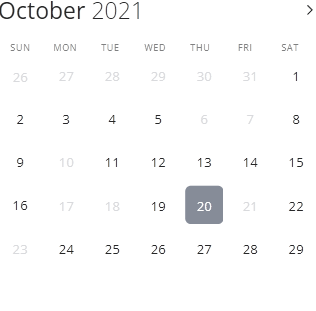 October 2021
SUN MON TUE WED THU FRI SAT
26 27 28 29 30 31 1
2 3 4 5 6 7 8
9 10 11 12 13 14 15
16 17 18 19 20 21 22
23 24 25 26 27 28 29